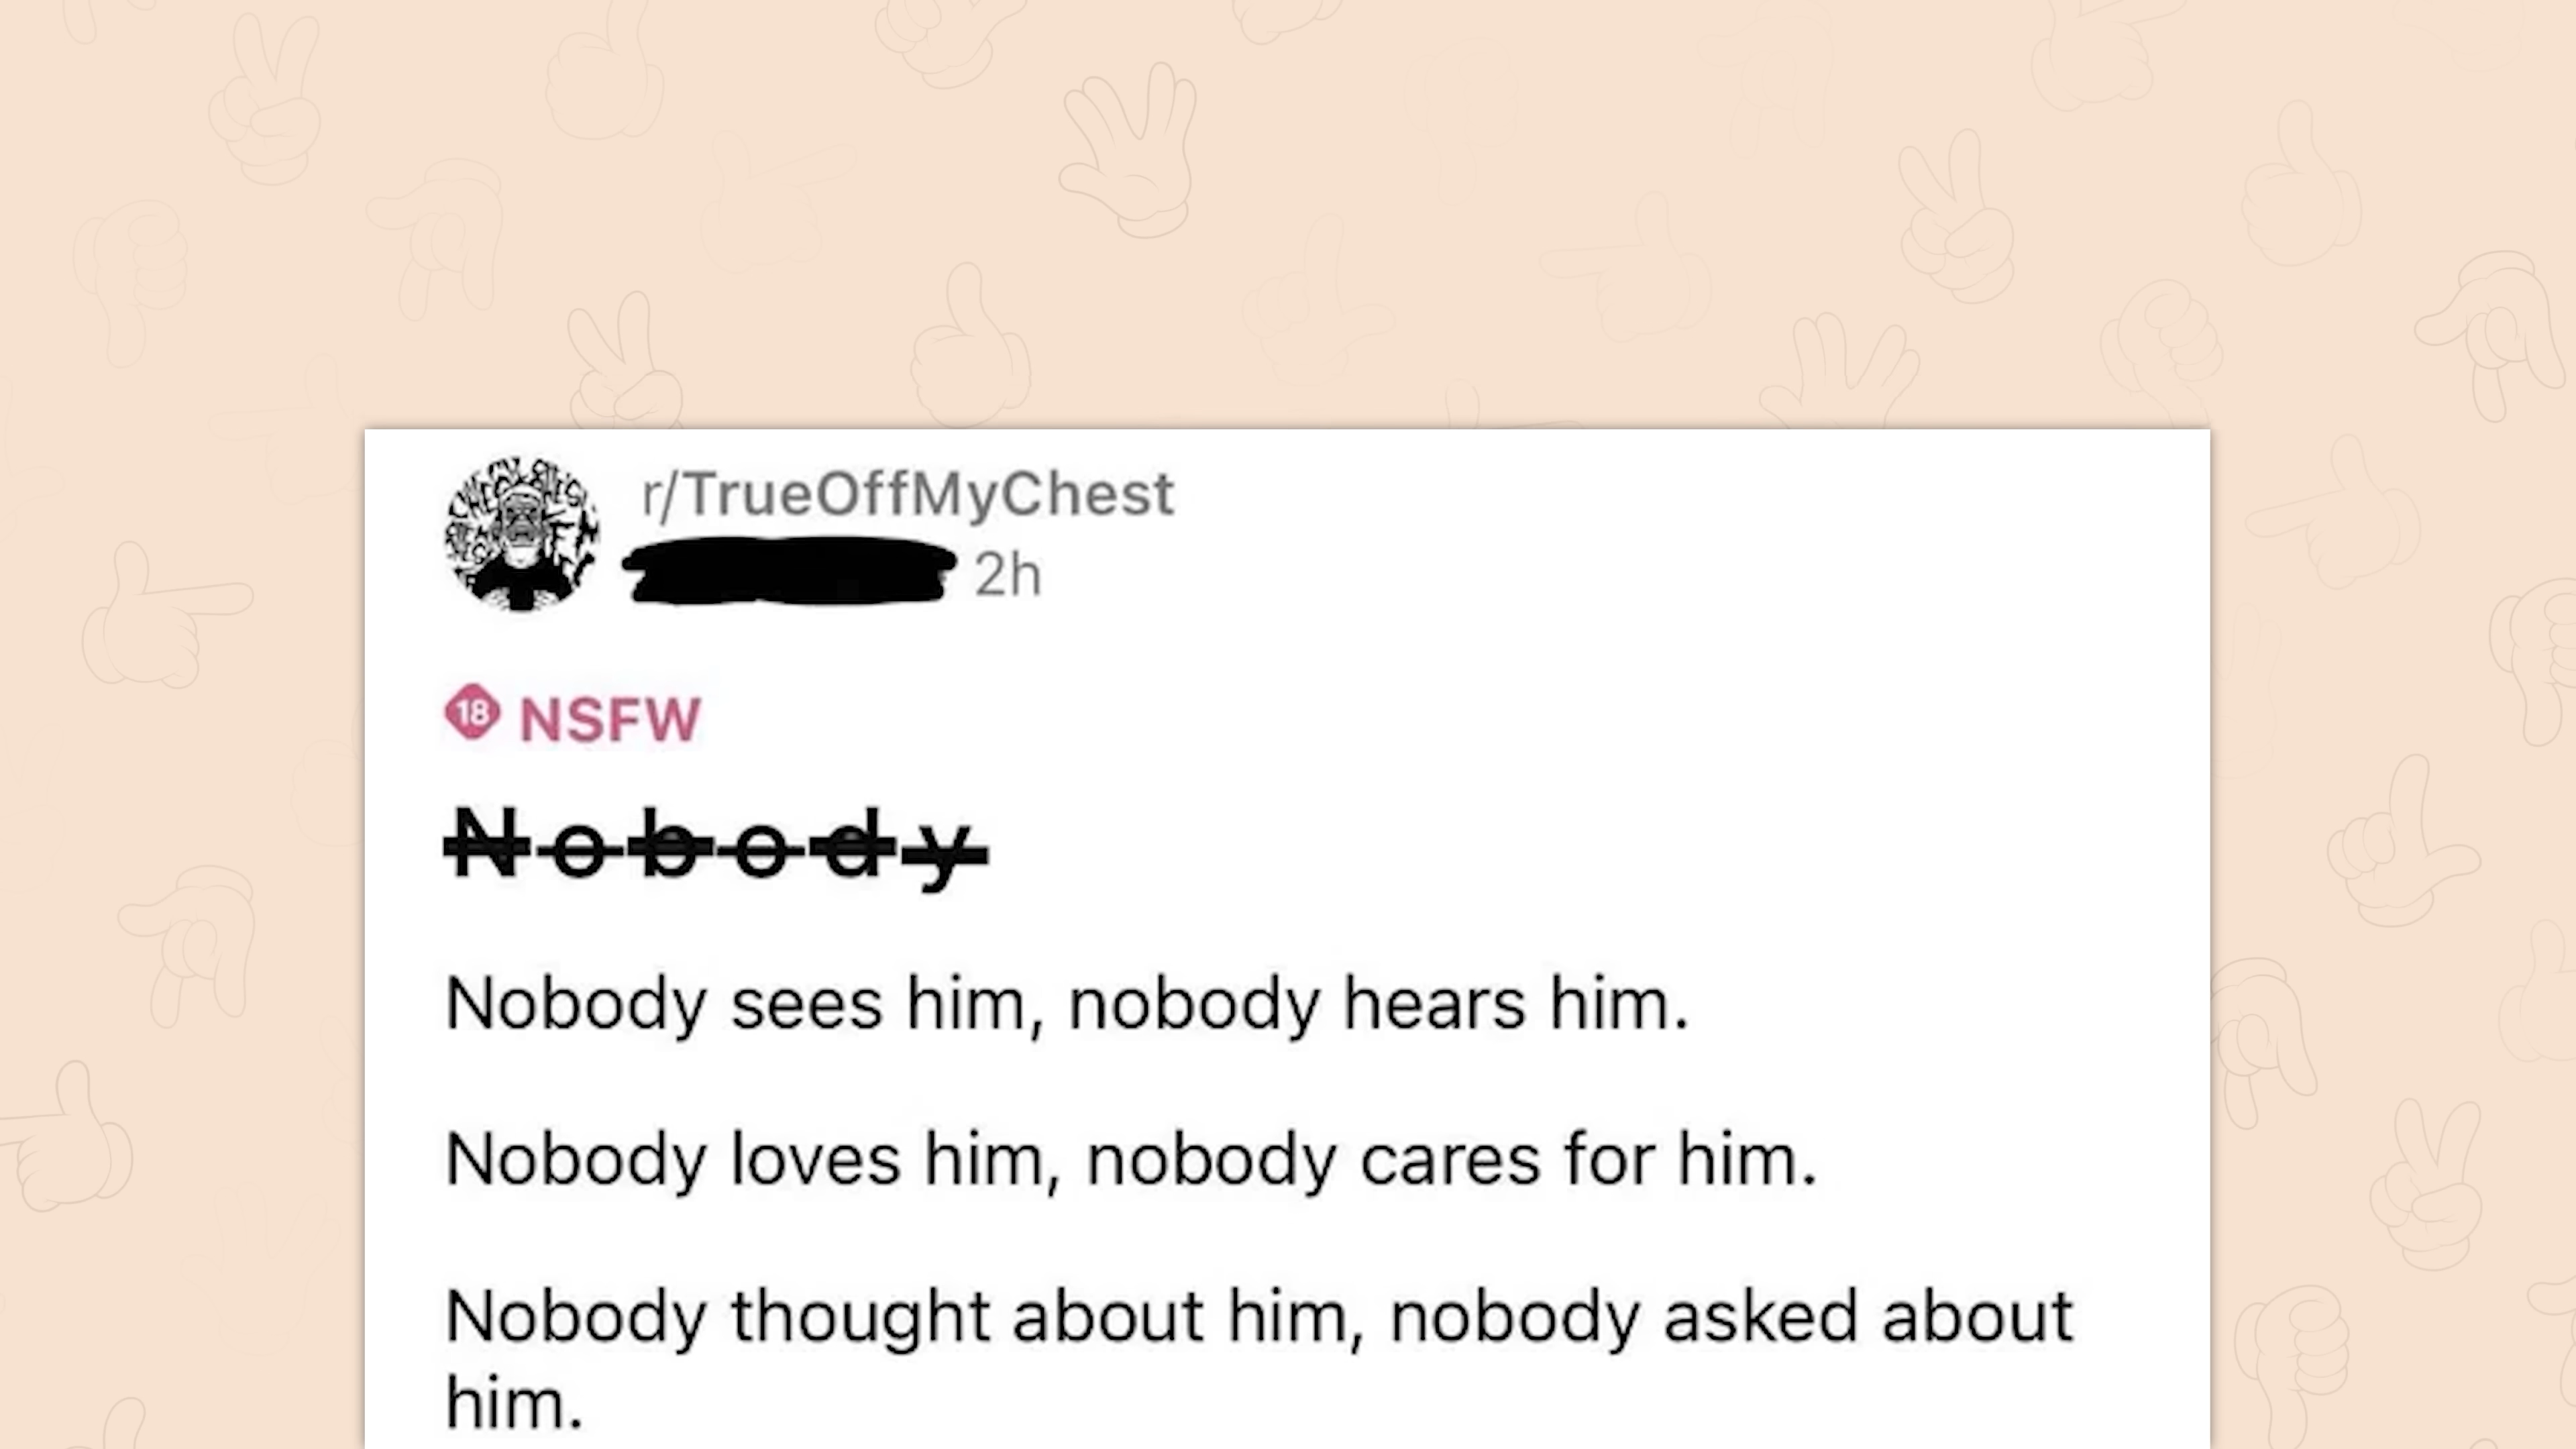 r/TrueOffMyChest
2h
18 NSFW
Nobody
Nobody sees him, nobody hears him.
Nobody loves him, nobody cares for him.
Nobody thought about him, nobody asked about
him.